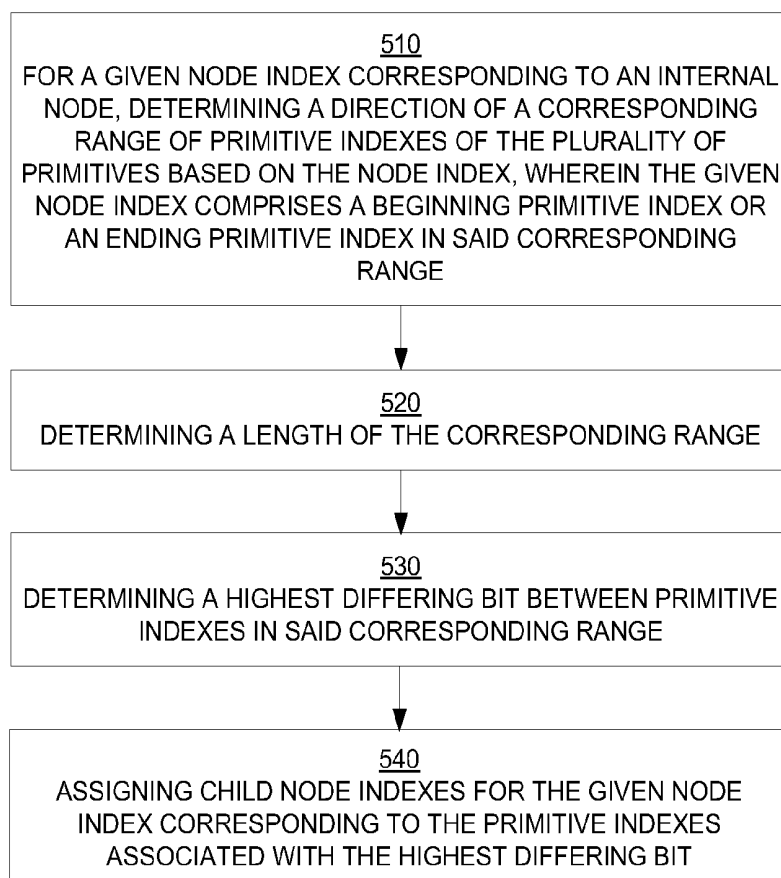 510
FOR A GIVEN NODE INDEX CORRESPONDING TO AN INTERNAL
NODE, DETERMINING A DIRECTION OF A CORRESPONDING
RANGE OF PRIMITIVE INDEXES OF THE PLURALITY OF
PRIMITIVES BASED ON THE NODE INDEX, WHEREIN THE GIVEN
NODE INDEX COMPRISES A BEGINNING PRIMITIVE INDEX OR
AN ENDING PRIMITIVE INDEX IN SAID CORRESPONDING
RANGE
520
DETERMINING A LENGTH OF THE CORRESPONDING RANGE
530
DETERMINING A HIGHEST DIFFERING BIT BETWEEN PRIMITIVE
INDEXES IN SAID CORRESPONDING RANGE
540
ASSIGNING CHILD NODE INDEXES FOR THE GIVEN NODE
INDEX CORRESPONDING TO THE PRIMITIVE INDEXES
ASSOCIATED WITH THE HIGHEST DIFFERING BIT